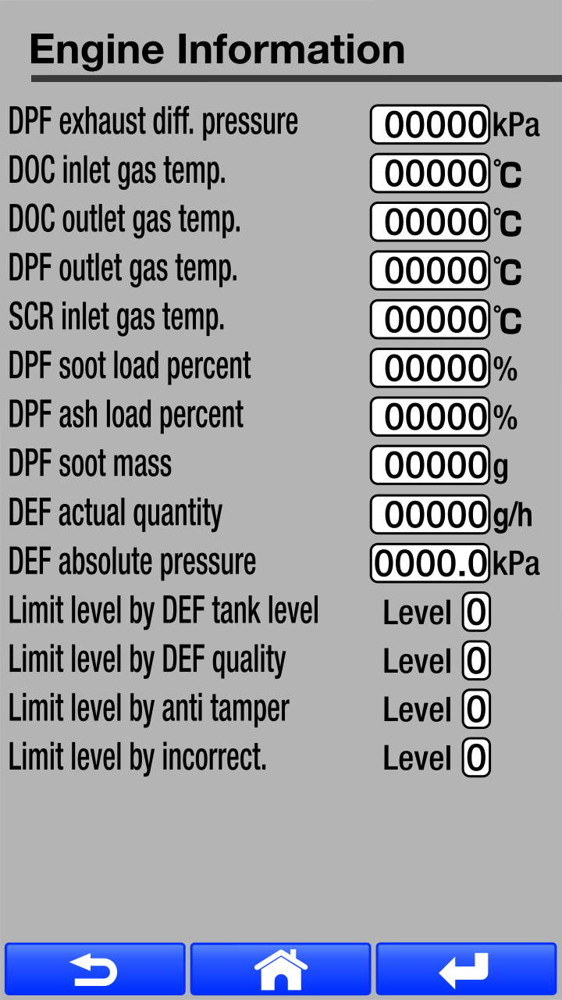 Engine Information
DPF exhaust diff. pressure 00000 kPa
DOC inlet gas temp. 00000 °C
DOC outlet gas temp. 00000 °C
DPF outlet gas temp. 00000 °C
SCR inlet gas temp. 00000 °C
DPF soot load percent 00000 %
DPF ash load percent 00000 %
DPF soot mass 00000 g
DEF actual quantity 00000 g/h
DEF absolute pressure 0000.0 kPa
Limit level by DEF tank level Level 0
Limit level by DEF quality Level 0
Limit level by anti tamper Level 0
Limit level by incorrect. Level 0